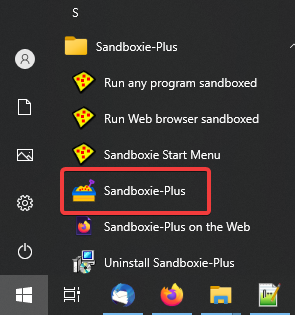 S
Sandboxie-Plus
Run any program sandboxed
Run Web browser sandboxed
Sandboxie Start Menu
Sandboxie-Plus
Sandboxie-Plus on the Web
Uninstall Sandboxie-Plus